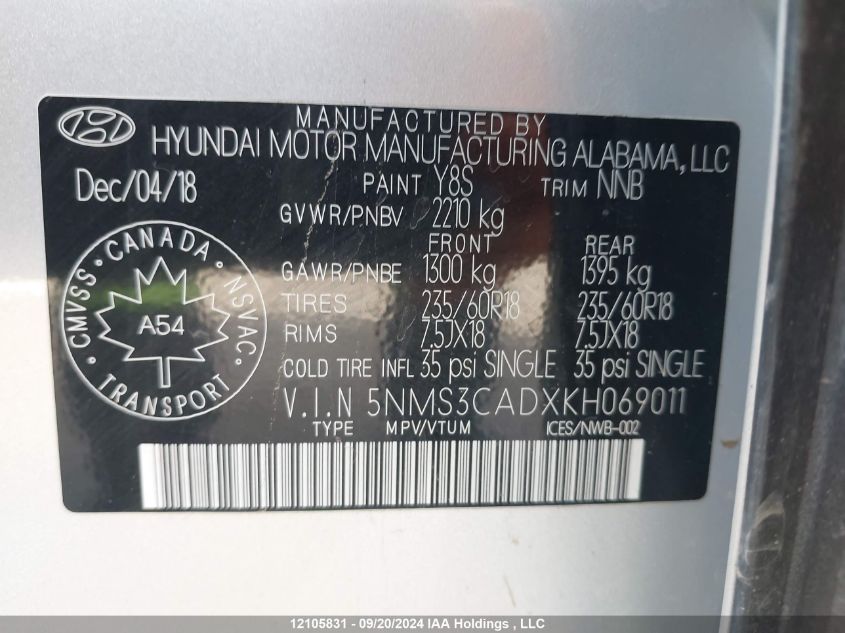 MANUFACTURED BY
HYUNDAI MOTOR MANUFACTURING ALABAMA, LLC
Dec/04/18 PAINT Y8S TRIM NNB
GVWR/PNBV 2210 kg
FRONT REAR
GAWR/PNBE 1300 kg 1395 kg
TIRES 235/60R18 235/60R18
RIMS 7.5JX18 7.5JX18
COLD TIRE INFL 35 psi SINGLE 35 psi SINGLE
V.I.N 5NMS3CADXKH069011
TYPE MPV/VTUM ICES/NWB-002
CMVSS • CANADA • NSVAC •
A54
TRANSPORT
12105831 - 09/20/2024 IAA Holdings , LLC